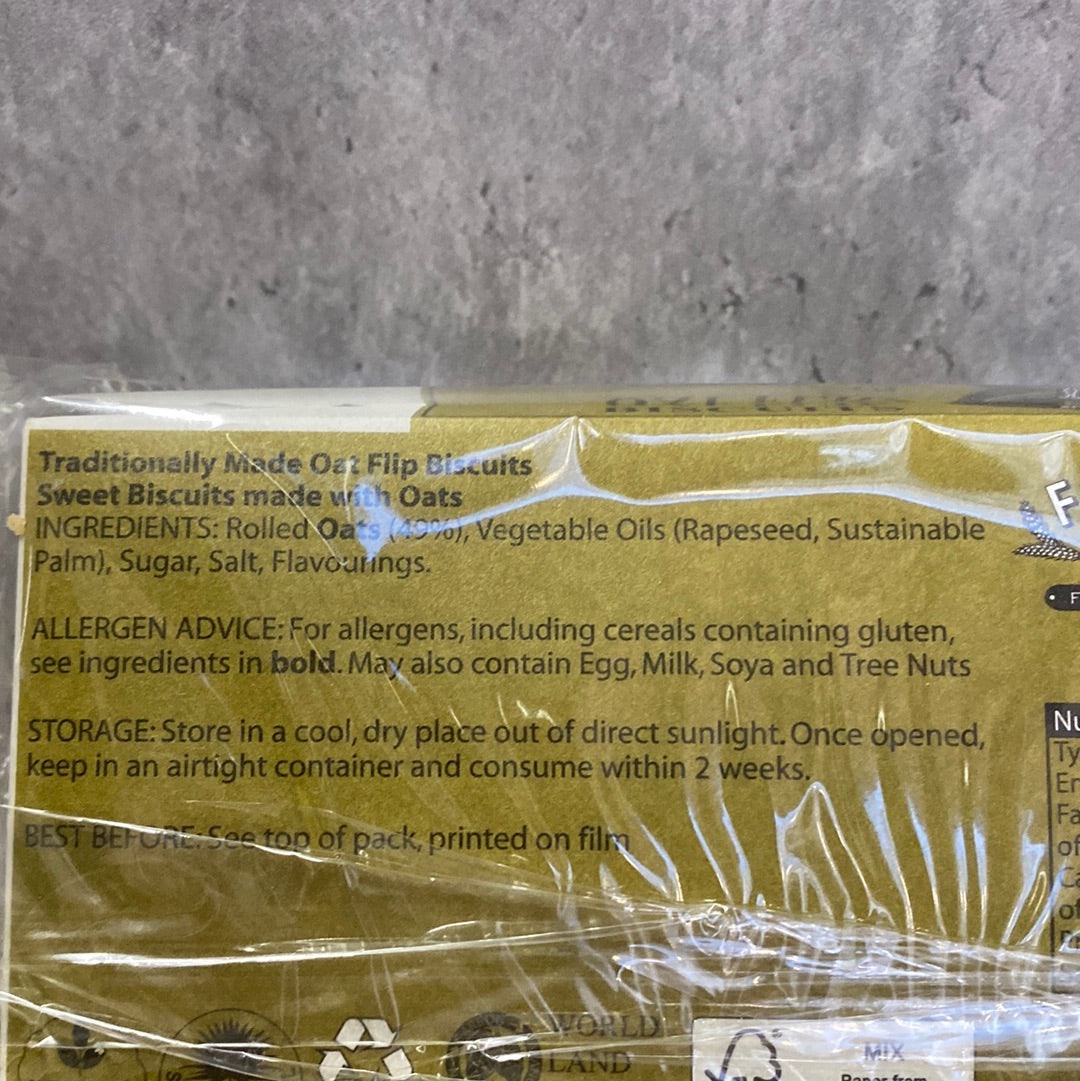 Traditionally Made Oat Flip Biscuits
Sweet Biscuits made with Oats
INGREDIENTS: Rolled Oats (49%), Vegetable Oils (Rapeseed, Sustainable
Palm), Sugar, Salt, Flavourings.
ALLERGEN ADVICE: For allergens, including cereals containing gluten,
see ingredients in bold. May also contain Egg, Milk, Soya and Tree Nuts
STORAGE: Store in a cool, dry place out of direct sunlight. Once opened,
keep in an airtight container and consume within 2 weeks.
BEST BEFORE: See top of pack, printed on film
WORLD
LAND
MIX
Paper from